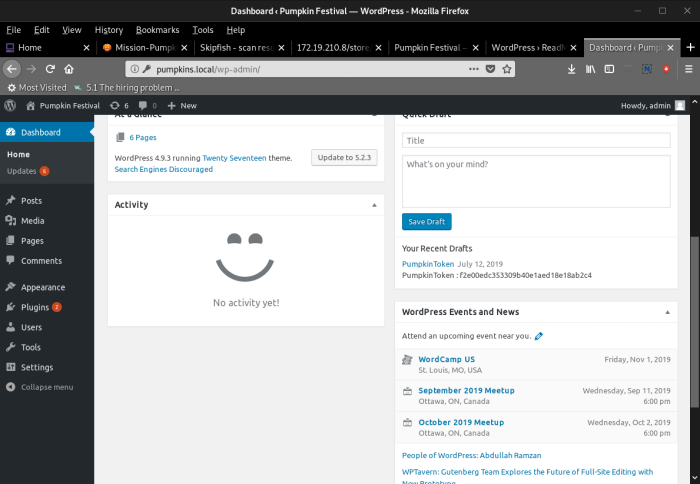 Dashboard ‹ Pumpkin Festival — WordPress - Mozilla Firefox
File Edit View History Bookmarks Tools Help
Home
Mission-Pumpk
Skipfish - scan resu
172.19.210.8/store
Pumpkin Festival —
WordPress › Readm
Dashboard ‹ Pump
pumpkins.local/wp-admin/
Most Visited
5.1 The hiring problem ...
Pumpkin Festival
6
0
New
Howdy, admin
Dashboard
Home
Updates 6
Posts
Media
Pages
Comments
Appearance
Plugins 2
Users
Tools
Settings
Collapse menu
At a Glance
6 Pages
WordPress 4.9.3 running Twenty Seventeen theme.
Update to 5.2.3
Search Engines Discouraged
Activity
No activity yet!
Quick Draft
Title
What's on your mind?
Save Draft
Your Recent Drafts
PumpkinToken July 12, 2019
PumpkinToken : f2e00edc353309b40e1aed18e18ab2c4
WordPress Events and News
Attend an upcoming event near you.
WordCamp US
Friday, Nov 1, 2019
St. Louis, MO, USA
September 2019 Meetup
Wednesday, Sep 11, 2019
Ottawa, ON, Canada
6:00 pm
October 2019 Meetup
Wednesday, Oct 2, 2019
Ottawa, ON, Canada
6:00 pm
People of WordPress: Abdullah Ramzan
WPTavern: Gutenberg Team Explores the Future of Full-Site Editing with
New Prototype